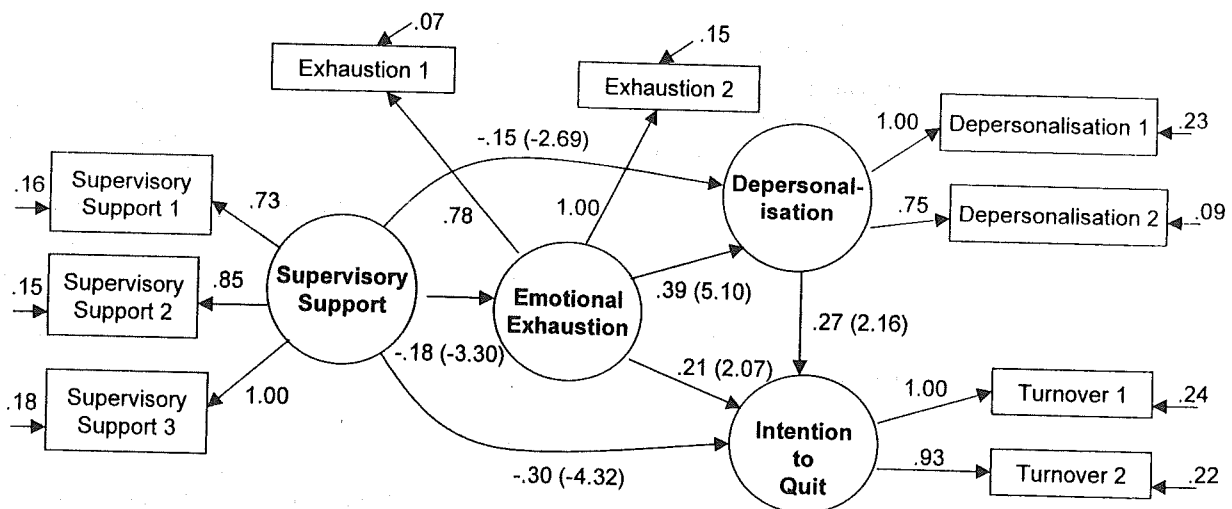 .07
Exhaustion 1
.15
Exhaustion 2
-.15 (-2.69)
1.00
Depersonalisation 1
.23
.16
Supervisory
Support 1
.73
.78
1.00
Depersonal-
isation
.75
Depersonalisation 2
.09
.15
Supervisory
Support 2
.85
Supervisory
Support
Emotional
Exhaustion
.39 (5.10)
.27 (2.16)
-.18 (-3.30)
.21 (2.07)
.18
Supervisory
Support 3
1.00
1.00
Turnover 1
.24
Intention
to
Quit
-.30 (-4.32)
.93
Turnover 2
.22